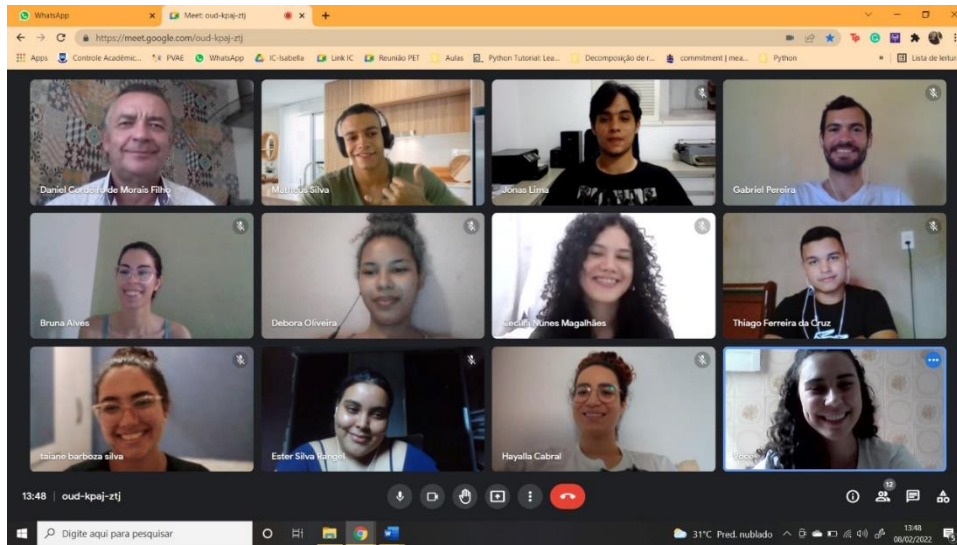 WhatsApp
Meet: oud-kpaj-ztj
https://meet.google.com/oud-kpaj-ztj
Apps Controle Acadêmic... PVAE WhatsApp IC-Isabella Link IC Reunião PET Aulas Python Tutorial: Lea... Decomposição de r... commitment | mea... Python Lista de leitur
Daniel Cordeiro de Morais Filho
Matheus Silva
Jonas Lima
Gabriel Pereira
Bruna Alves
Debora Oliveira
Cecilia Nunes Magalhães
Thiago Ferreira da Cruz
taiane barboza silva
Ester Silva Rangel
Hayalla Cabral
Você
13:48 | oud-kpaj-ztj
12
Digite aqui para pesquisar
31°C Pred. nublado
13:48
08/02/2022